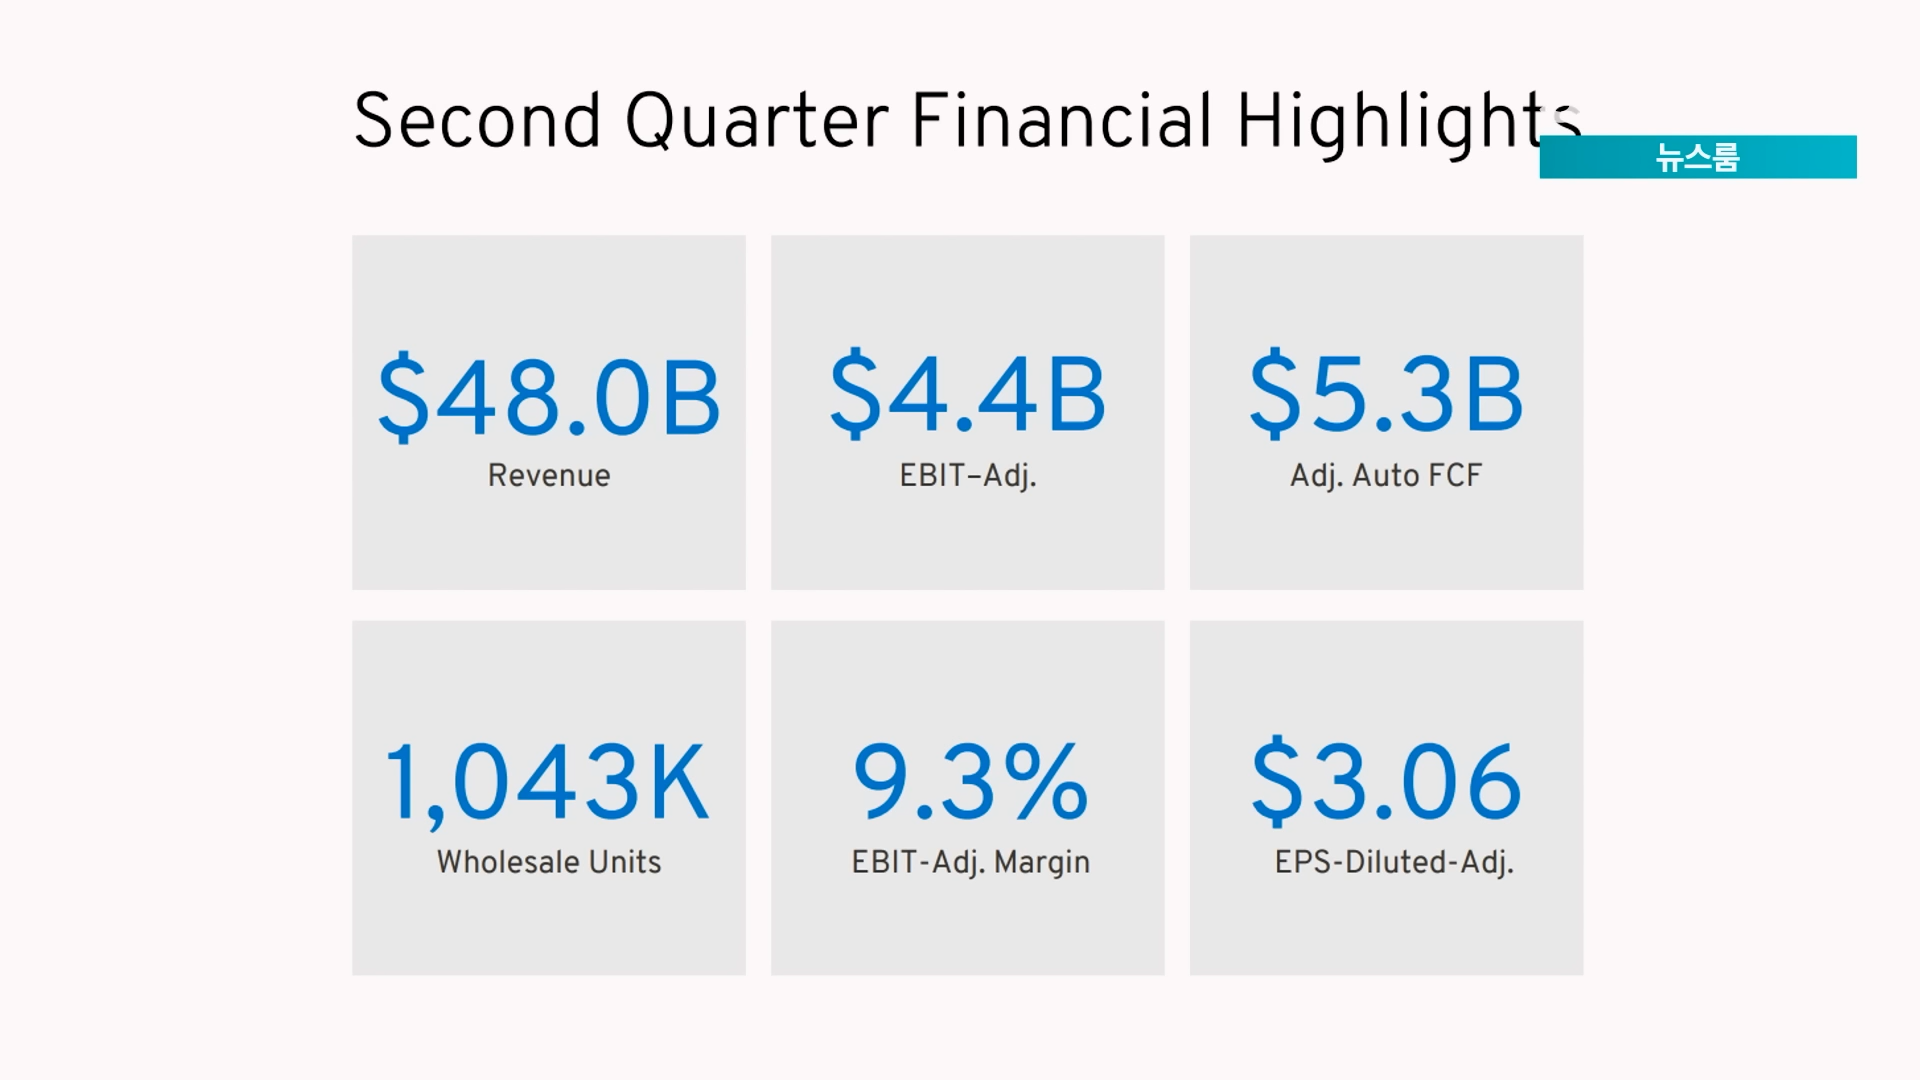 Second Quarter Financial Highlights
뉴스룸
$48.0B
Revenue
$4.4B
EBIT–Adj.
$5.3B
Adj. Auto FCF
1,043K
Wholesale Units
9.3%
EBIT-Adj. Margin
$3.06
EPS-Diluted-Adj.